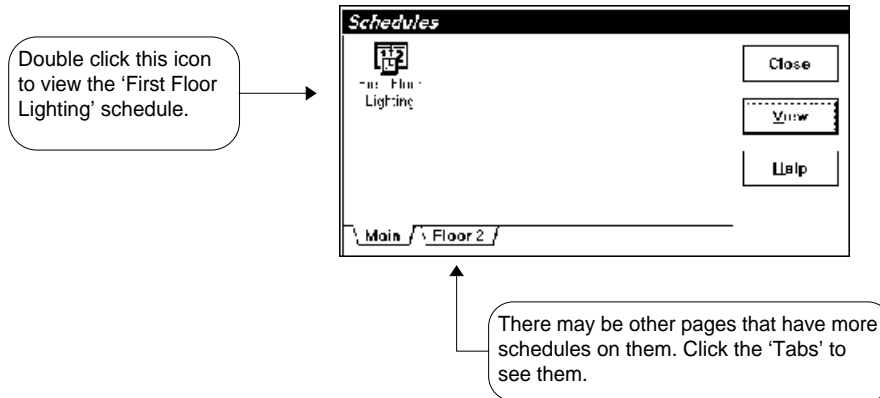 Schedules
Double click this icon
to view the ‘First Floor
Lighting’ schedule.
Lighting
Close
View
Help
Main
Floor 2
There may be other pages that have more
schedules on them. Click the ‘Tabs’ to
see them.